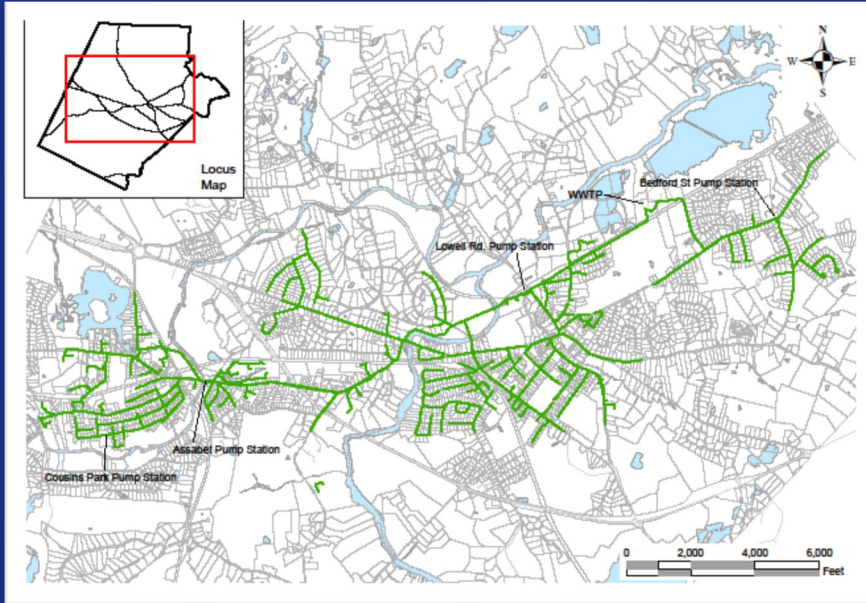 Locus
Map
N
W
E
S
Bedford St Pump Station
WWTP
Lowell Rd. Pump Station
Assabet Pump Station
Cousins Park Pump Station
0
2,000
4,000
6,000
Feet